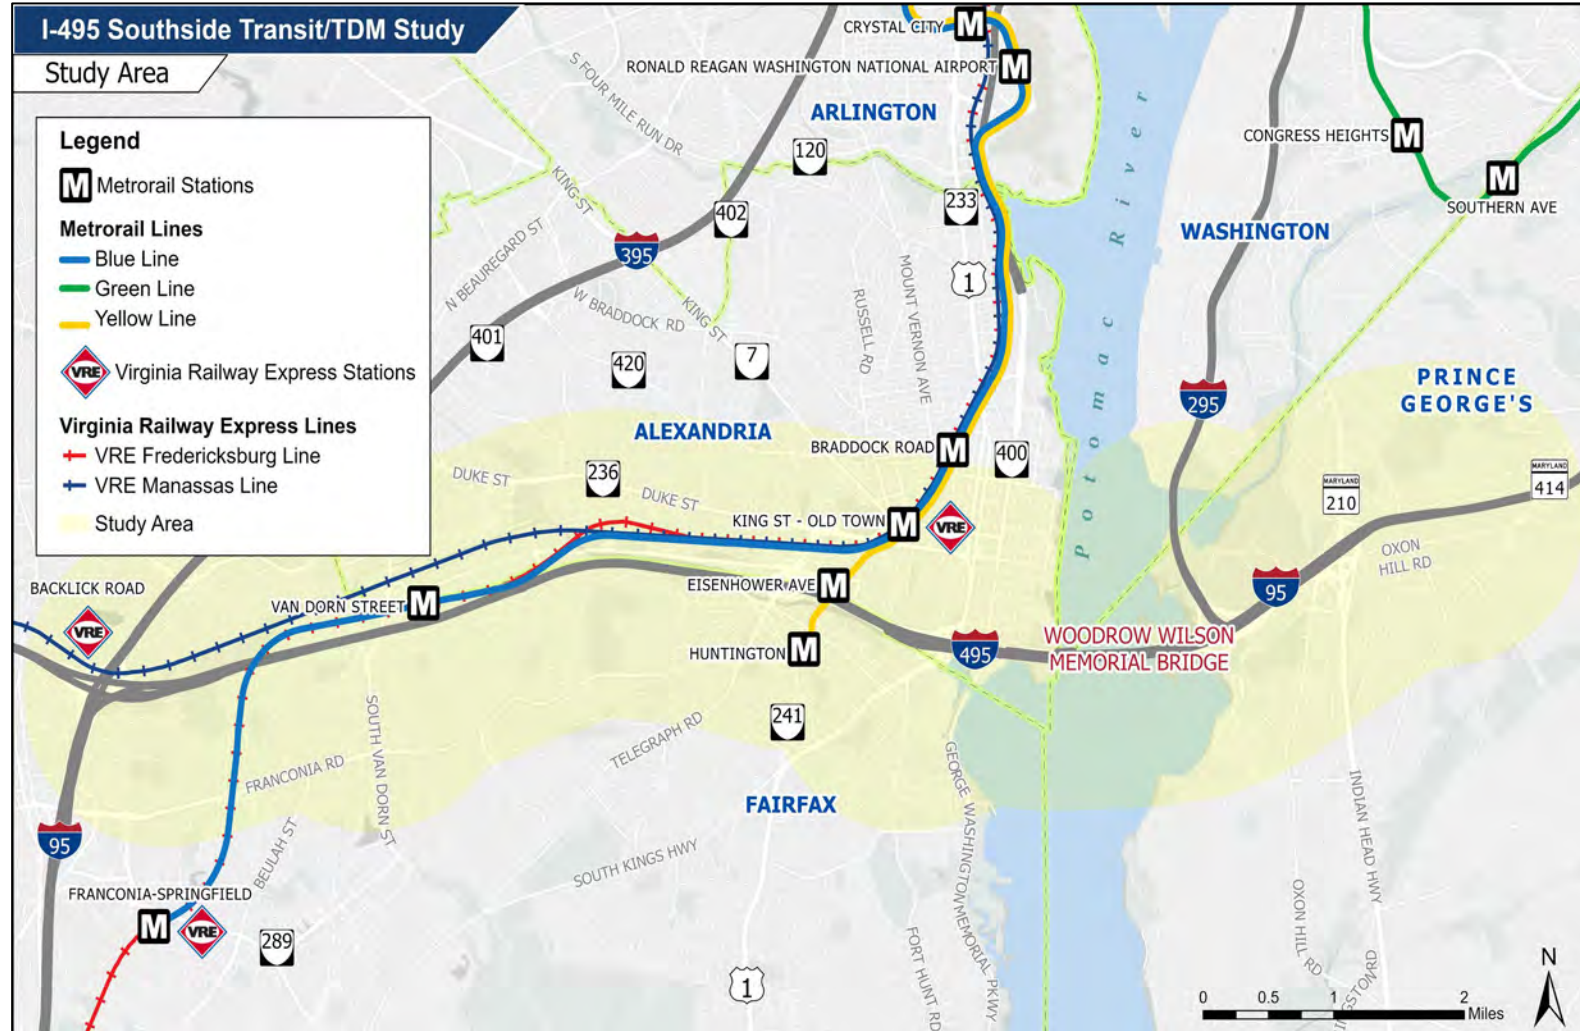 I-495 Southside Transit/TDM Study
Study Area
Legend
M Metrorail Stations
Metrorail Lines
Blue Line
Green Line
Yellow Line
VRE Virginia Railway Express Stations
Virginia Railway Express Lines
VRE Fredericksburg Line
VRE Manassas Line
Study Area
CRYSTAL CITY
M
RONALD REAGAN WASHINGTON NATIONAL AIRPORT
M
S FOUR MILE RUN DR
ARLINGTON
120
CONGRESS HEIGHTS
M
M
SOUTHERN AVE
KING ST
402
233
WASHINGTON
395
N BEAUREGARD ST
Potomac River
W BRADDOCK RD
KING ST
MOUNT VERNON AVE
RUSSELL RD
1
401
420
7
295
PRINCE
GEORGE'S
ALEXANDRIA
BRADDOCK ROAD
M
400
DUKE ST
236
DUKE ST
MARYLAND
210
MARYLAND
414
KING ST - OLD TOWN
M
VRE
OXON
HILL RD
BACKLICK ROAD
VRE
VAN DORN STREET
M
EISENHOWER AVE
M
95
HUNTINGTON
M
495
WOODROW WILSON
MEMORIAL BRIDGE
SOUTH VAN DORN ST
TELEGRAPH RD
241
FRANCONIA RD
FAIRFAX
GEORGE WASHINGTON MEMORIAL PKWY
INDIAN HEAD HWY
95
BEULAH ST
SOUTH KINGS HWY
FRANCONIA-SPRINGFIELD
M
VRE
289
FORT HUNT RD
OXON HILL RD
1
N
0 0.5 1 2
Miles